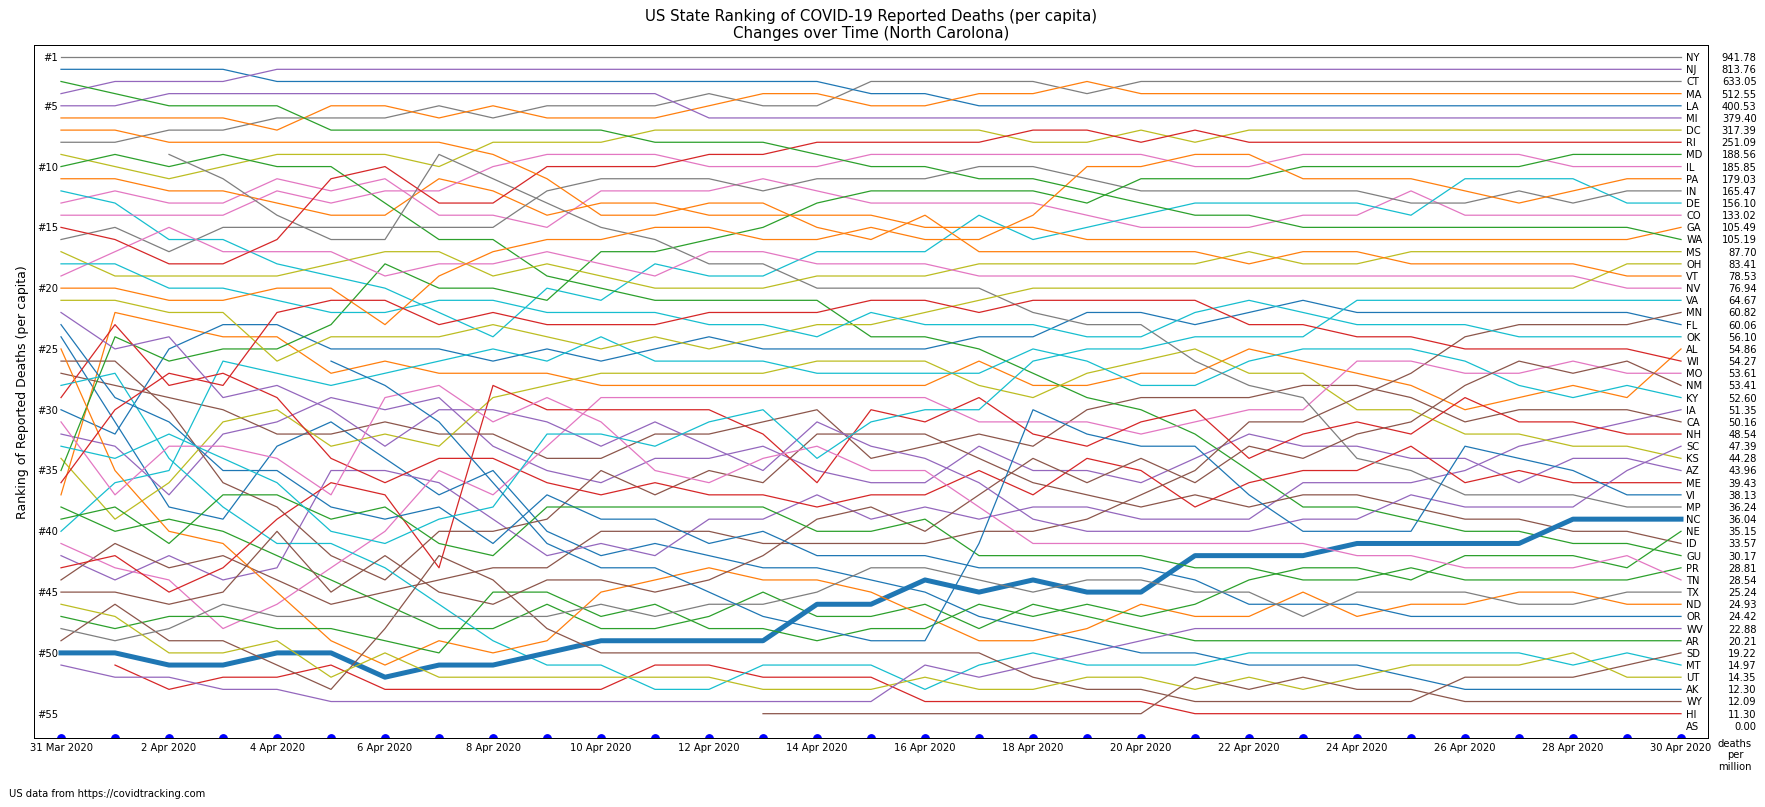 US State Ranking of COVID-19 Reported Deaths (per capita)
Changes over Time (North Carolona)
Ranking of Reported Deaths (per capita)
#1
#5
#10
#15
#20
#25
#30
#35
#40
#45
#50
#55
NY 941.78
NJ 813.76
CT 633.05
MA 512.55
LA 400.53
MI 379.40
DC 317.39
RI 251.09
MD 188.56
IL 185.85
PA 179.03
IN 165.47
DE 156.10
CO 133.02
GA 105.49
WA 105.19
MS 87.70
OH 83.41
VT 78.53
NV 76.94
VA 64.67
MN 60.82
FL 60.06
OK 56.10
AL 54.86
WI 54.27
MO 53.61
NM 53.41
KY 52.60
IA 51.35
CA 50.16
NH 48.54
SC 47.39
KS 44.28
AZ 43.96
ME 39.43
VI 38.13
MP 36.24
NC 36.04
NE 35.15
ID 33.57
GU 30.17
PR 28.81
TN 28.54
TX 25.24
ND 24.93
OR 24.42
WV 22.88
AR 20.21
SD 19.22
MT 14.97
UT 14.35
AK 12.30
WY 12.09
HI 11.30
AS 0.00
31 Mar 2020 2 Apr 2020 4 Apr 2020 6 Apr 2020 8 Apr 2020 10 Apr 2020 12 Apr 2020 14 Apr 2020 16 Apr 2020 18 Apr 2020 20 Apr 2020 22 Apr 2020 24 Apr 2020 26 Apr 2020 28 Apr 2020 30 Apr 2020
deaths
per
million
US data from https://covidtracking.com